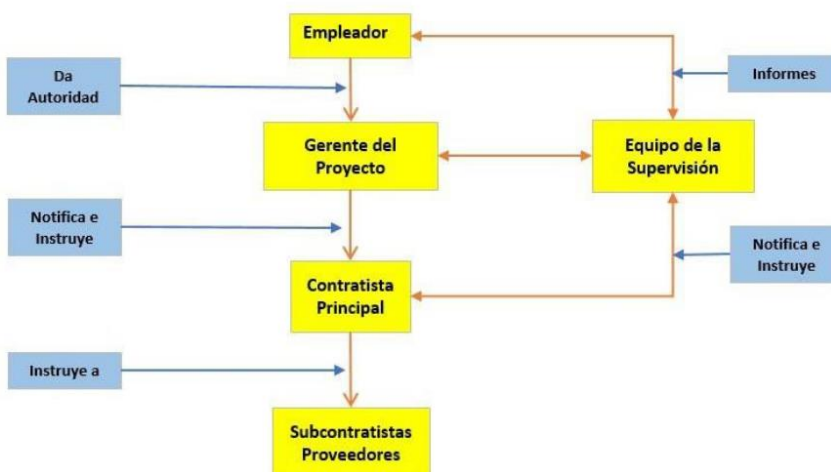 Empleador
Da
Autoridad
Informes
Gerente del
Proyecto
Equipo de la
Supervisión
Notifica e
Instruye
Notifica e
Instruye
Contratista
Principal
Instruye a
Subcontratistas
Proveedores